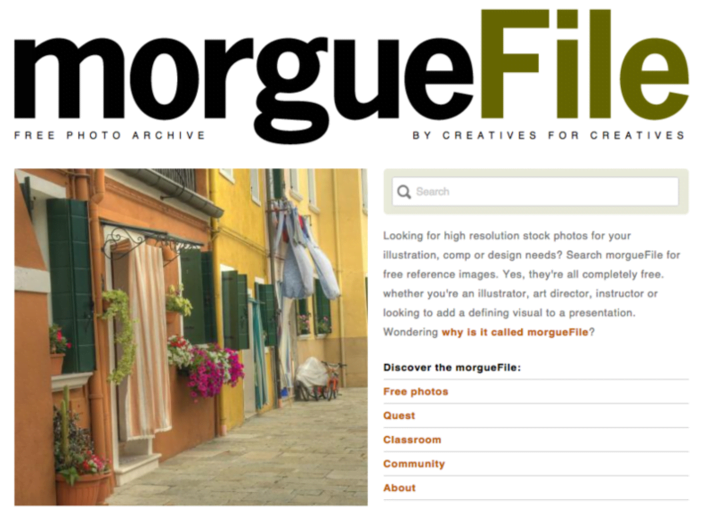 morgueFile
FREE PHOTO ARCHIVE
BY CREATIVES FOR CREATIVES
Search
Looking for high resolution stock photos for your
illustration, comp or design needs? Search morgueFile for
free reference images. Yes, they're all completely free.
whether you're an illustrator, art director, instructor or
looking to add a defining visual to a presentation.
Wondering why is it called morgueFile?
Discover the morgueFile:
Free photos
Quest
Classroom
Community
About